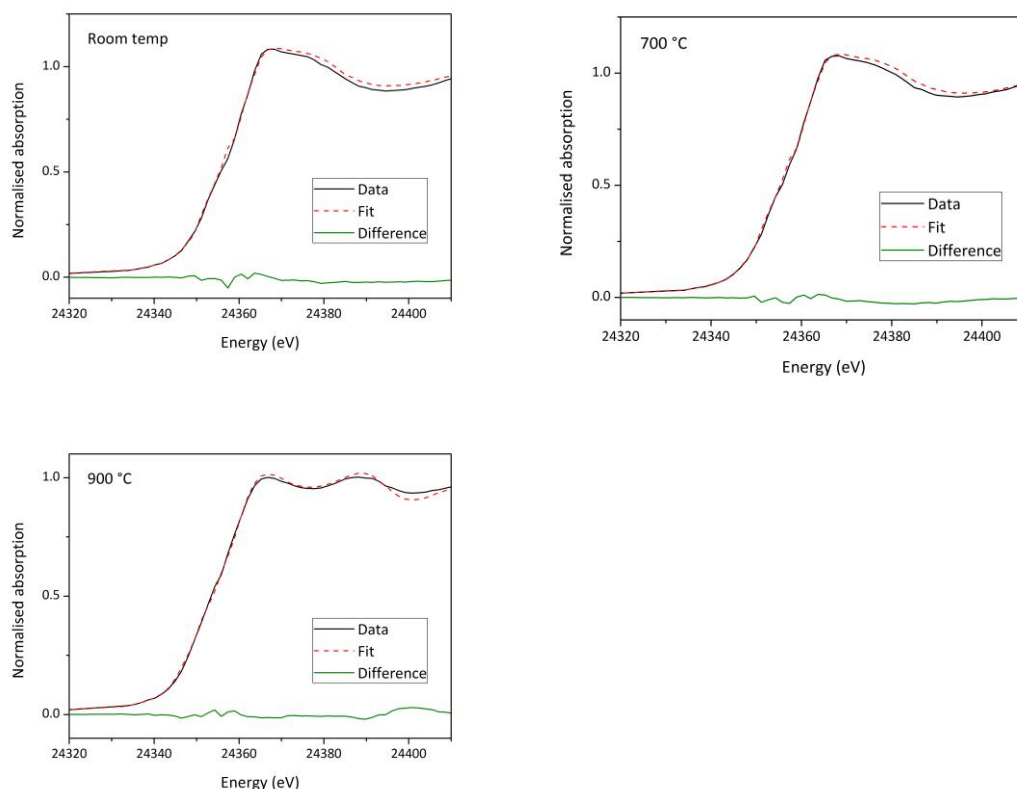 Room temp
Normalised absorption
1.0
0.5
0.0
Data
Fit
Difference
24320 24340 24360 24380 24400
Energy (eV)
700 °C
Normalised absorption
1.0
0.5
0.0
Data
Fit
Difference
24320 24340 24360 24380 24400
Energy (eV)
900 °C
Normalised absorption
1.0
0.5
0.0
Data
Fit
Difference
24320 24340 24360 24380 24400
Energy (eV)